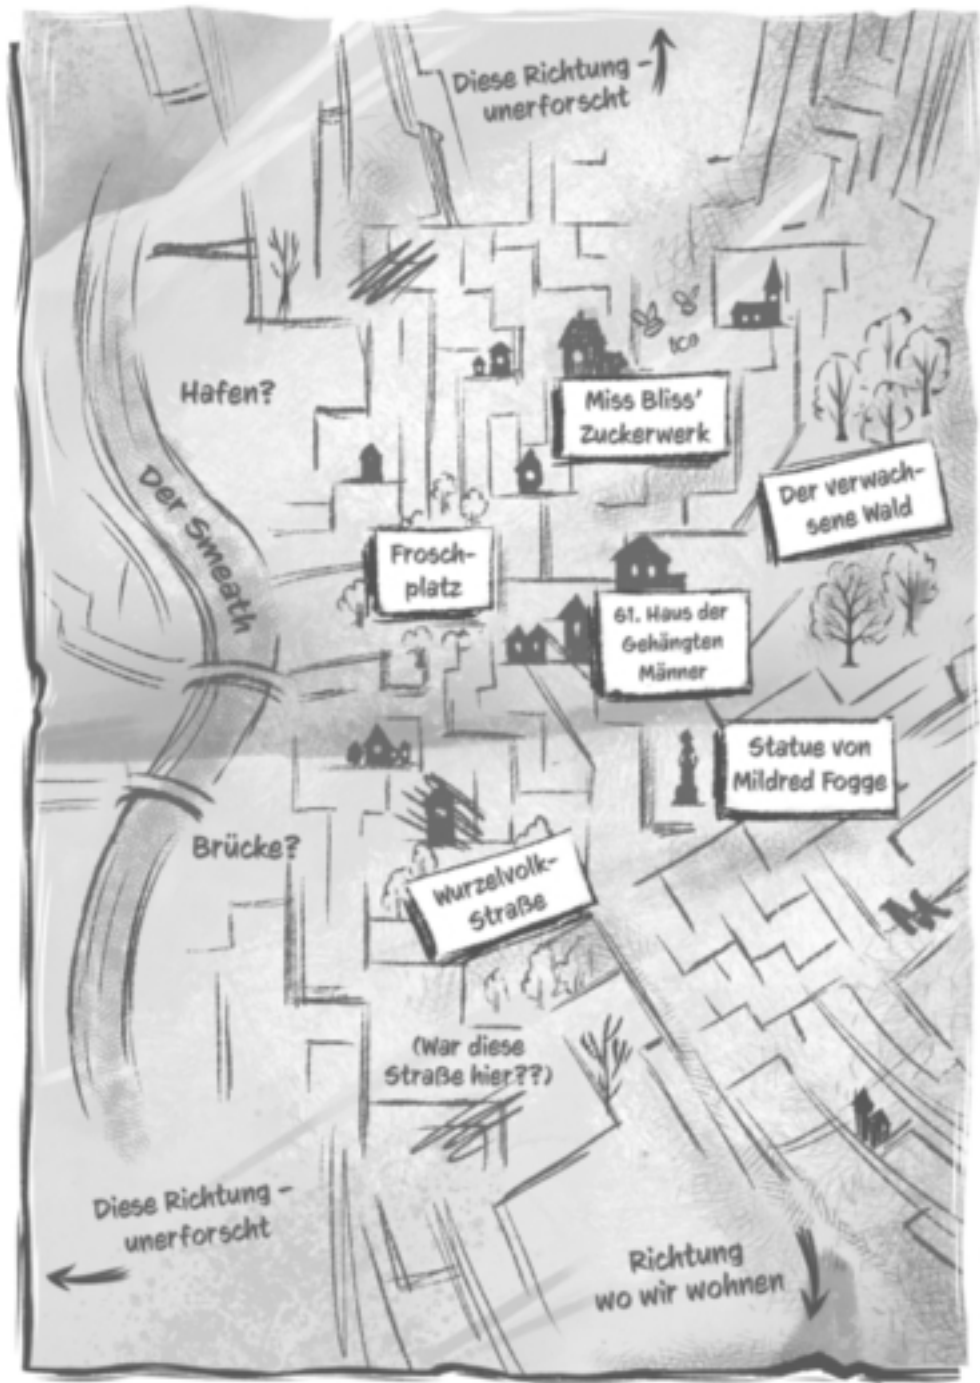 Diese Richtung –
unerforscht
Hafen?
Miss Bliss'
Zuckerwerk
Der verwach-
sene Wald
Der Smeath
Frosch-
platz
61. Haus der
Gehängten
Männer
Statue von
Mildred Fogge
Brücke?
Wurzelvolk-
straße
(War diese
Straße hier??)
Diese Richtung –
unerforscht
Richtung
wo wir wohnen